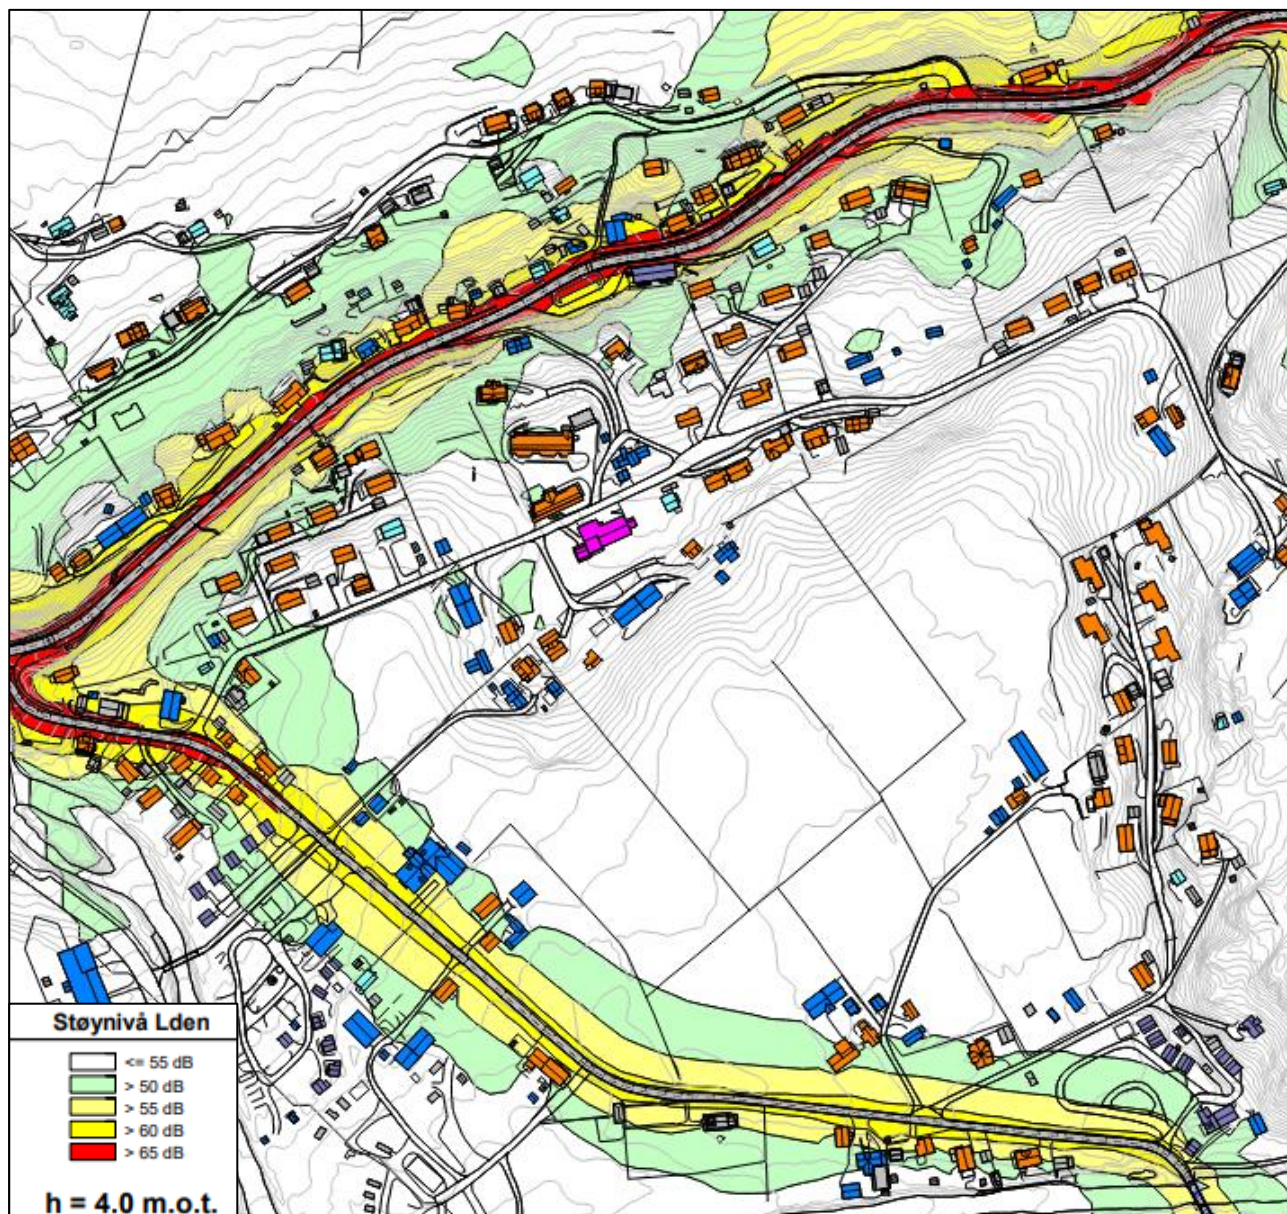 Støynivå Lden
<= 55 dB
> 50 dB
> 55 dB
> 60 dB
> 65 dB
h = 4.0 m.o.t.